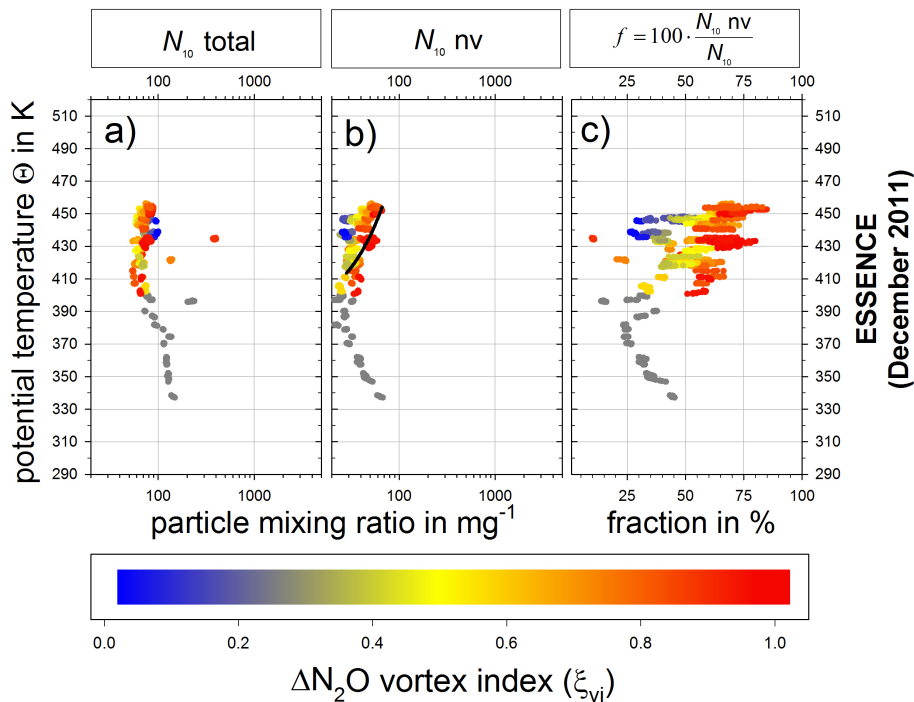 N₁₀ total
N₁₀ nv
f = 100 · N₁₀ nv / N₁₀
100 1000
100 1000
25 50 75 100
a)
b)
c)
potential temperature Θ in K
510
490
470
450
430
410
390
370
350
330
310
290
510
490
470
450
430
410
390
370
350
330
310
290
ESSENCE
(December 2011)
100 1000
100 1000
25 50 75 100
particle mixing ratio in mg⁻¹
fraction in %
0.0 0.2 0.4 0.6 0.8 1.0
ΔN₂O vortex index (ξᵥᵢ)